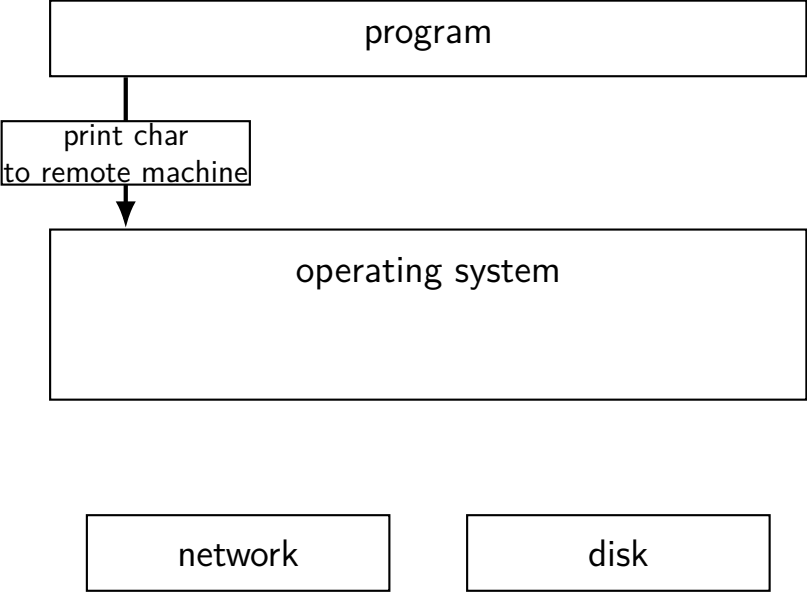 program
print char
to remote machine
operating system
network
disk